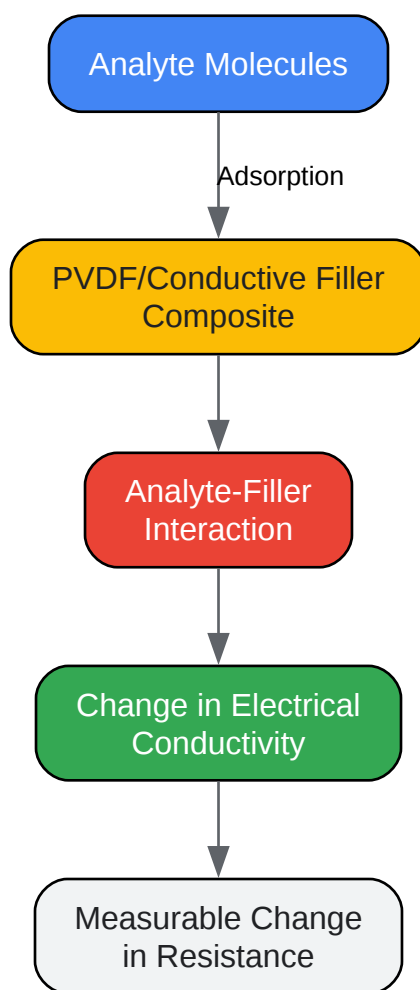 Analyte Molecules
Adsorption
PVDF/Conductive Filler
Composite
Analyte-Filler
Interaction
Change in Electrical
Conductivity
Measurable Change
in Resistance